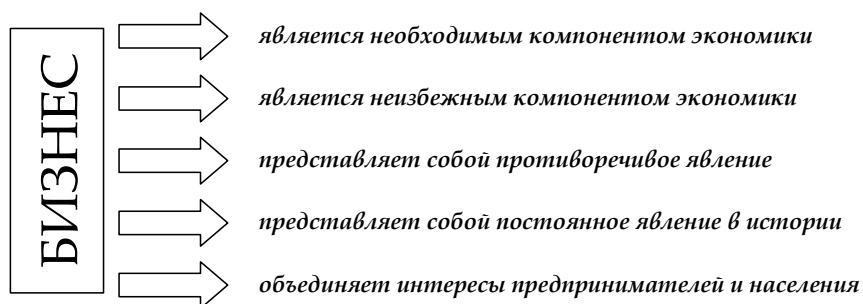 БИЗНЕС
является необходимым компонентом экономики
является неизбежным компонентом экономики
представляет собой противоречивое явление
представляет собой постоянное явление в истории
объединяет интересы предпринимателей и населения